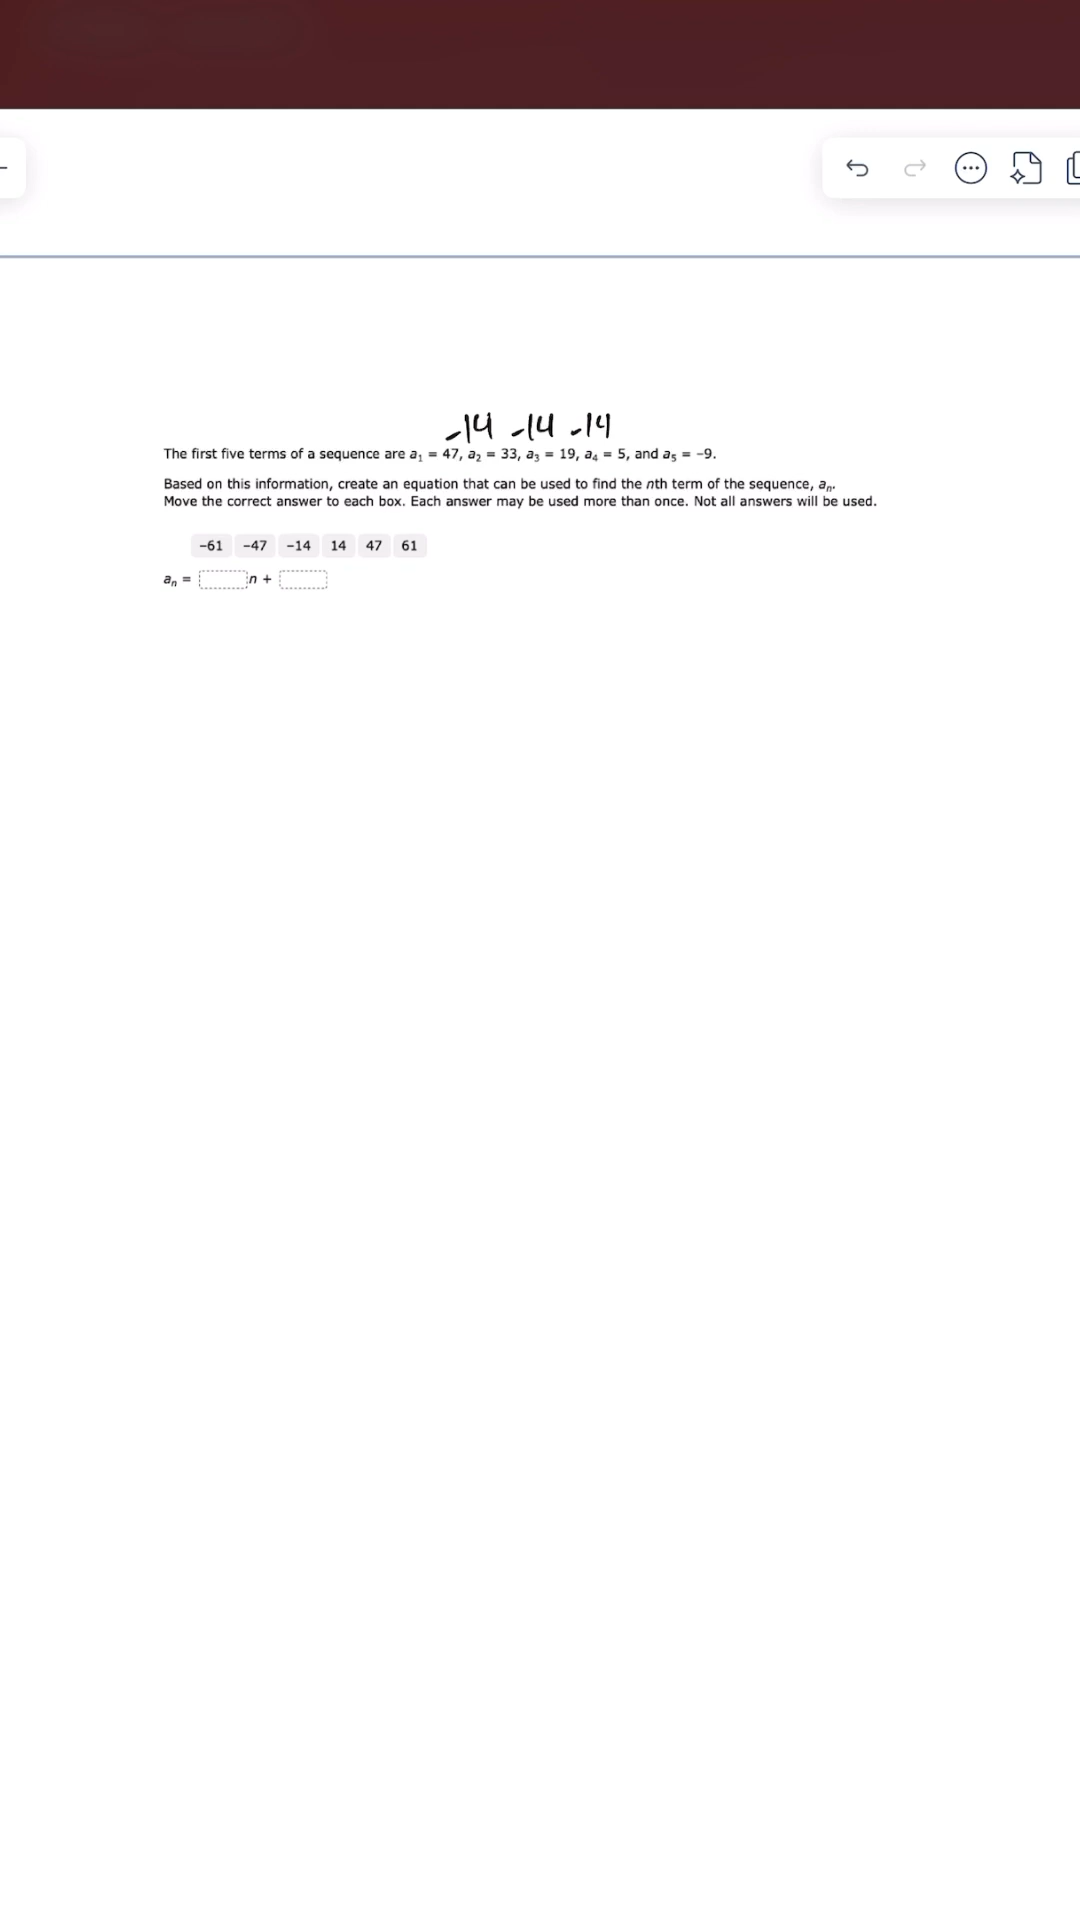 -14 -14 -14
The first five terms of a sequence are a₁ = 47, a₂ = 33, a₃ = 19, a₄ = 5, and a₅ = −9.
Based on this information, create an equation that can be used to find the nth term of the sequence, aₙ.
Move the correct answer to each box. Each answer may be used more than once. Not all answers will be used.
−61 −47 −14 14 47 61
aₙ = n +